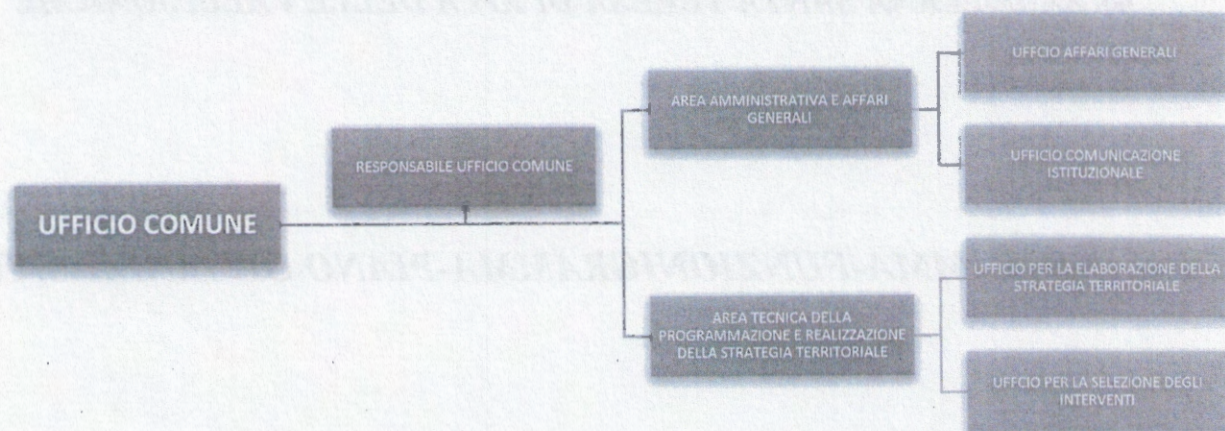 UFFCIO AFFARI GENERALI
AREA AMMINISTRATIVA E AFFARI
GENERALI
UFFICIO COMUNICAZIONE
ISTITUZIONALE
RESPONSABILE UFFICIO COMUNE
UFFICIO COMUNE
UFFICIO PER LA ELABORAZIONE DELLA
STRATEGIA TERRITORIALE
AREA TECNICA DELLA
PROGRAMMAZIONE E REALIZZAZIONE
DELLA STRATEGIA TERRITORIALE
UFFCIO PER LA SELEZIONE DEGLI
INTERVENTI